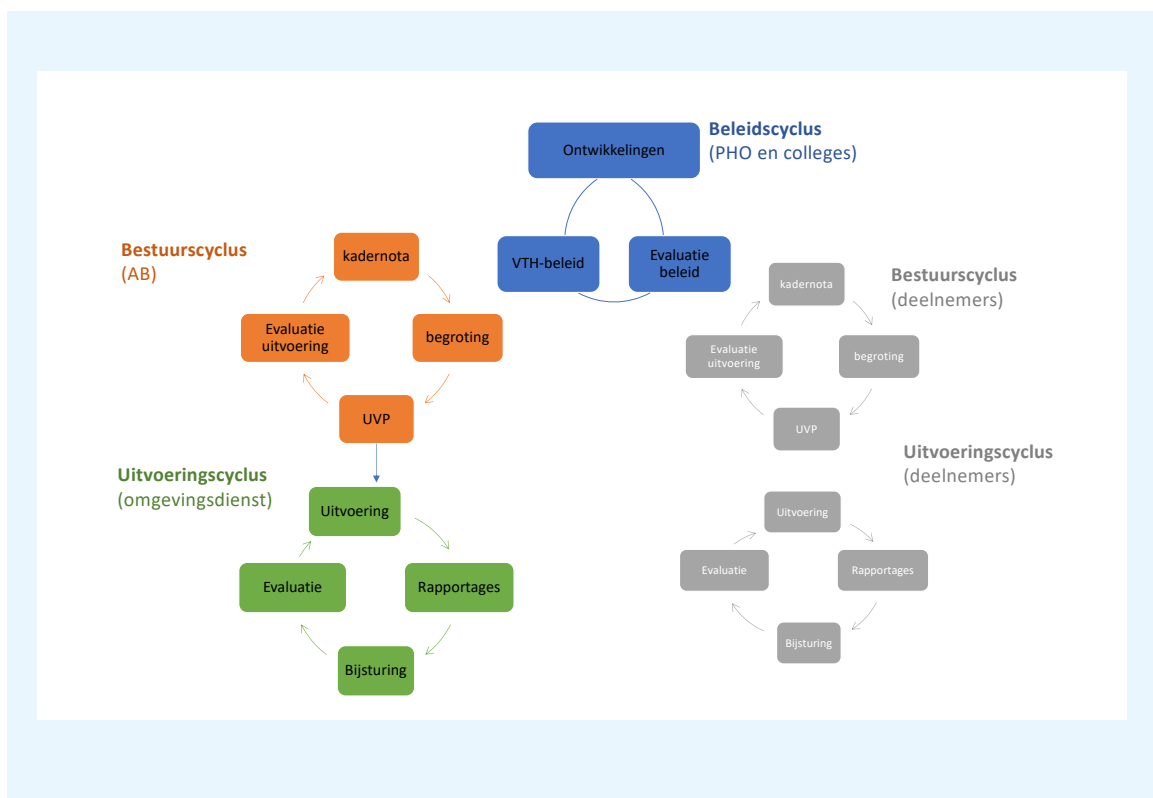 Beleidscyclus
(PHO en colleges)
Ontwikkelingen
VTH-beleid
Evaluatie
beleid
Bestuurscyclus
(AB)
kadernota
Evaluatie
uitvoering
begroting
UVP
Uitvoeringscyclus
(omgevingsdienst)
Uitvoering
Evaluatie
Rapportages
Bijsturing
Bestuurscyclus
(deelnemers)
kadernota
Evaluatie
uitvoering
begroting
UVP
Uitvoeringscyclus
(deelnemers)
Uitvoering
Evaluatie
Rapportages
Bijsturing